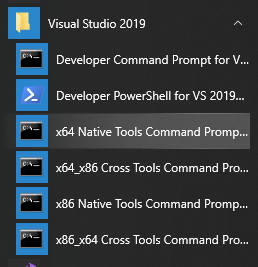 Visual Studio 2019
Developer Command Prompt for V...
Developer PowerShell for VS 2019...
x64 Native Tools Command Promp...
x64_x86 Cross Tools Command Pro...
x86 Native Tools Command Promp...
x86_x64 Cross Tools Command Pro...